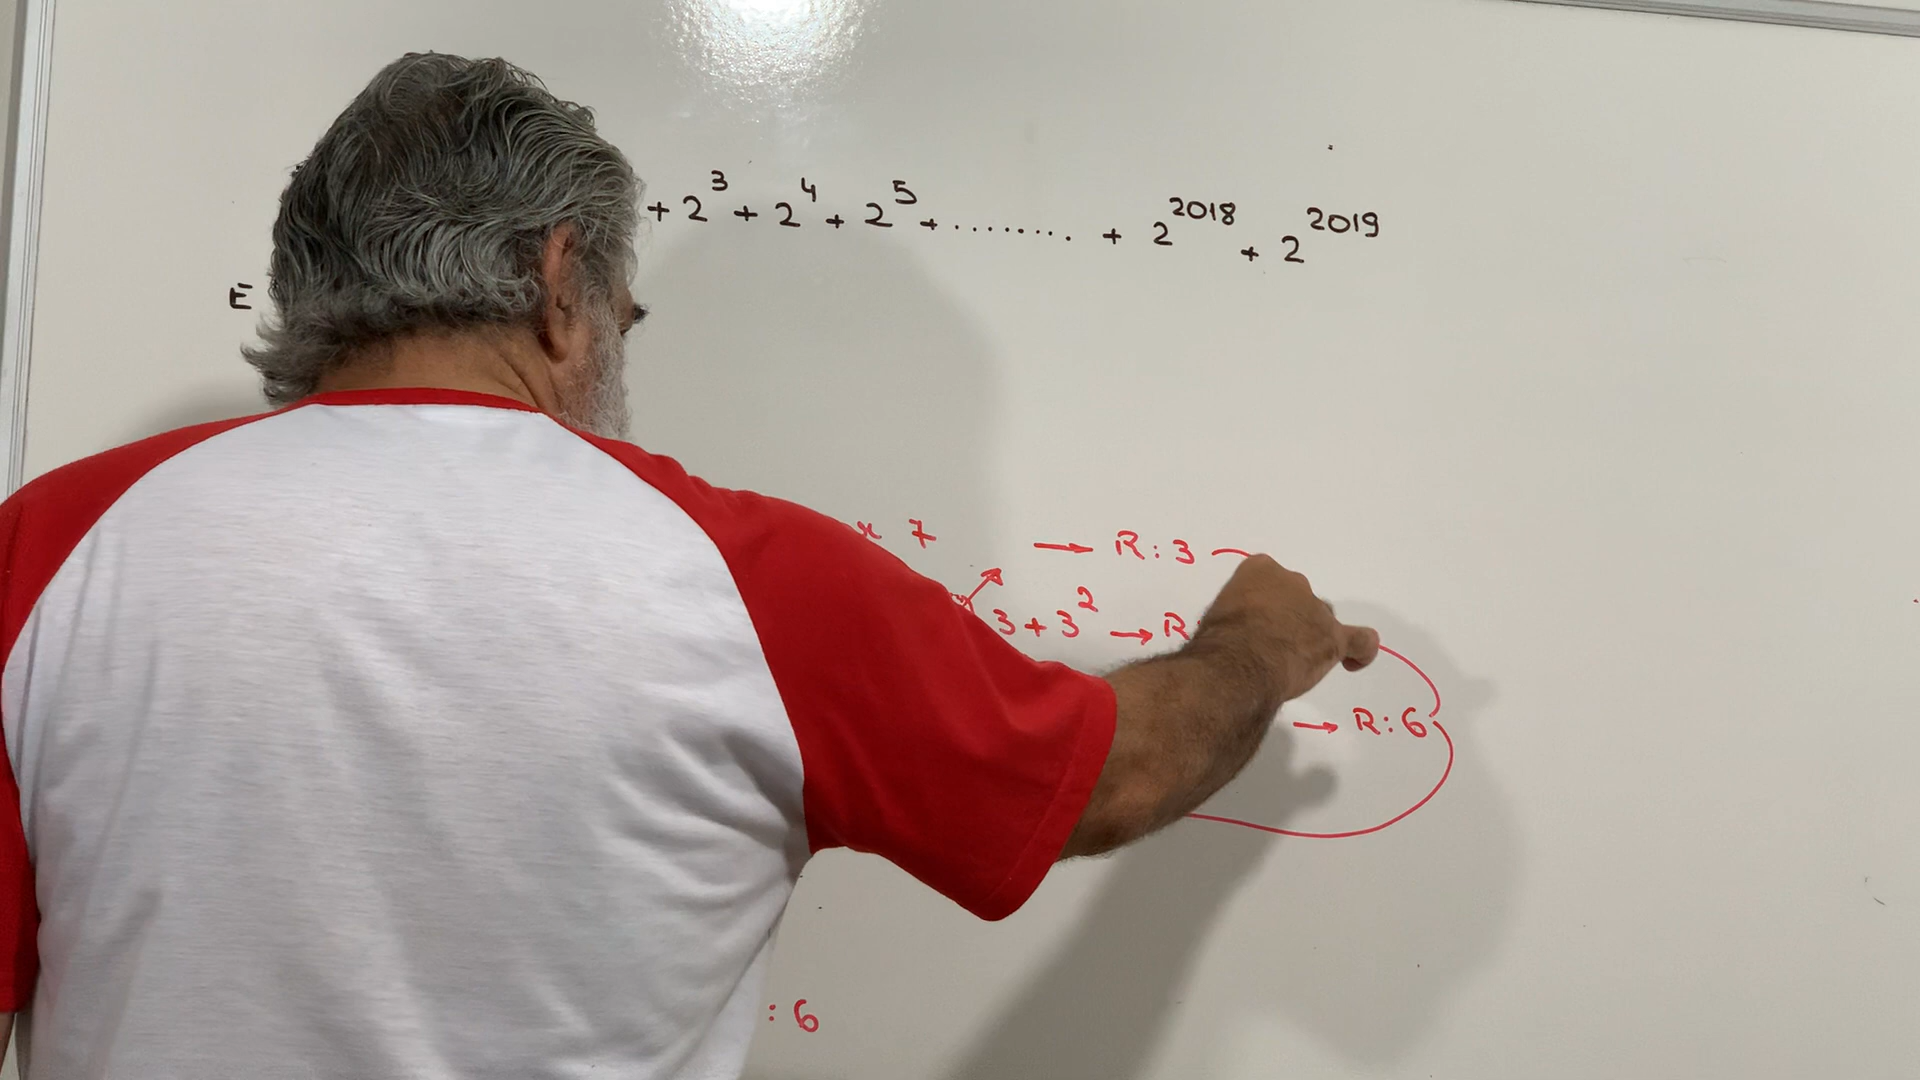 + 2³ + 2⁴ + 2⁵ + ........ + 2²⁰¹⁸ + 2²⁰¹⁹
E
x 7 → R: 3
3 + 3² → R
→ R: 6
: 6